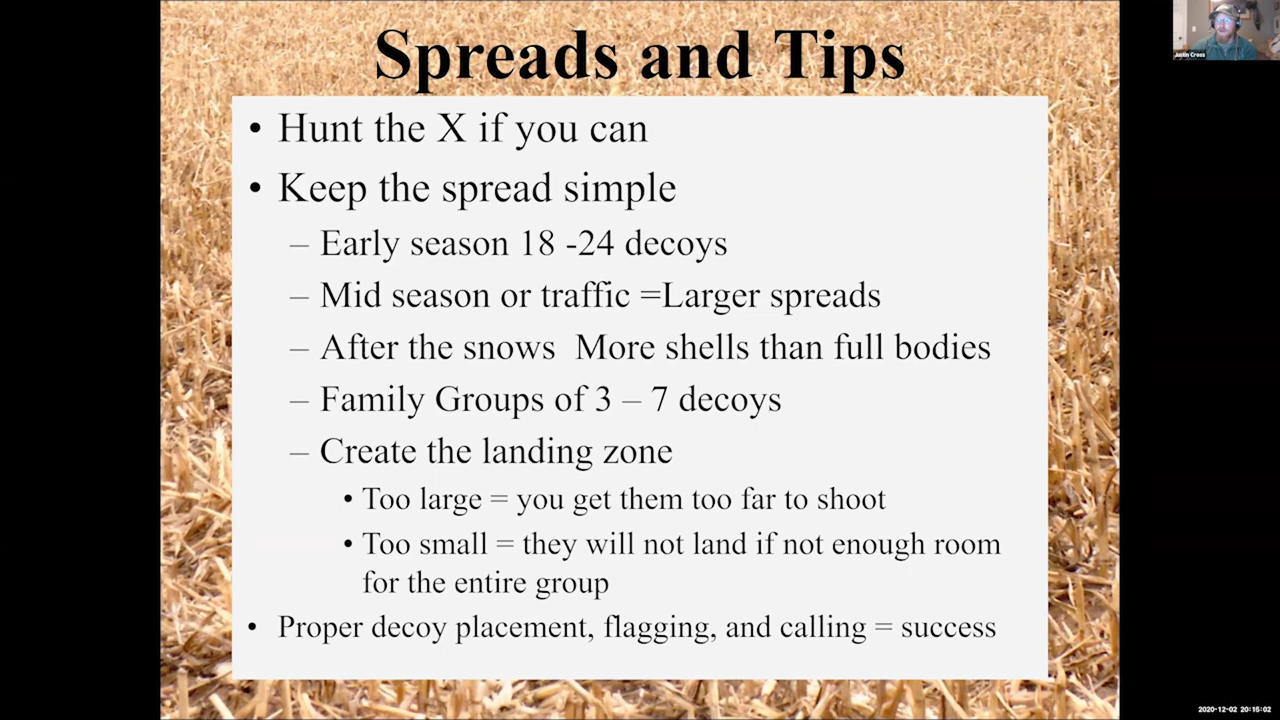 Spreads and Tips
• Hunt the X if you can
• Keep the spread simple
– Early season 18 -24 decoys
– Mid season or traffic =Larger spreads
– After the snows  More shells than full bodies
– Family Groups of 3 – 7 decoys
– Create the landing zone
• Too large = you get them too far to shoot
• Too small = they will not land if not enough room
for the entire group
• Proper decoy placement, flagging, and calling = success
Justin Cross
2020-12-02 20:16:02